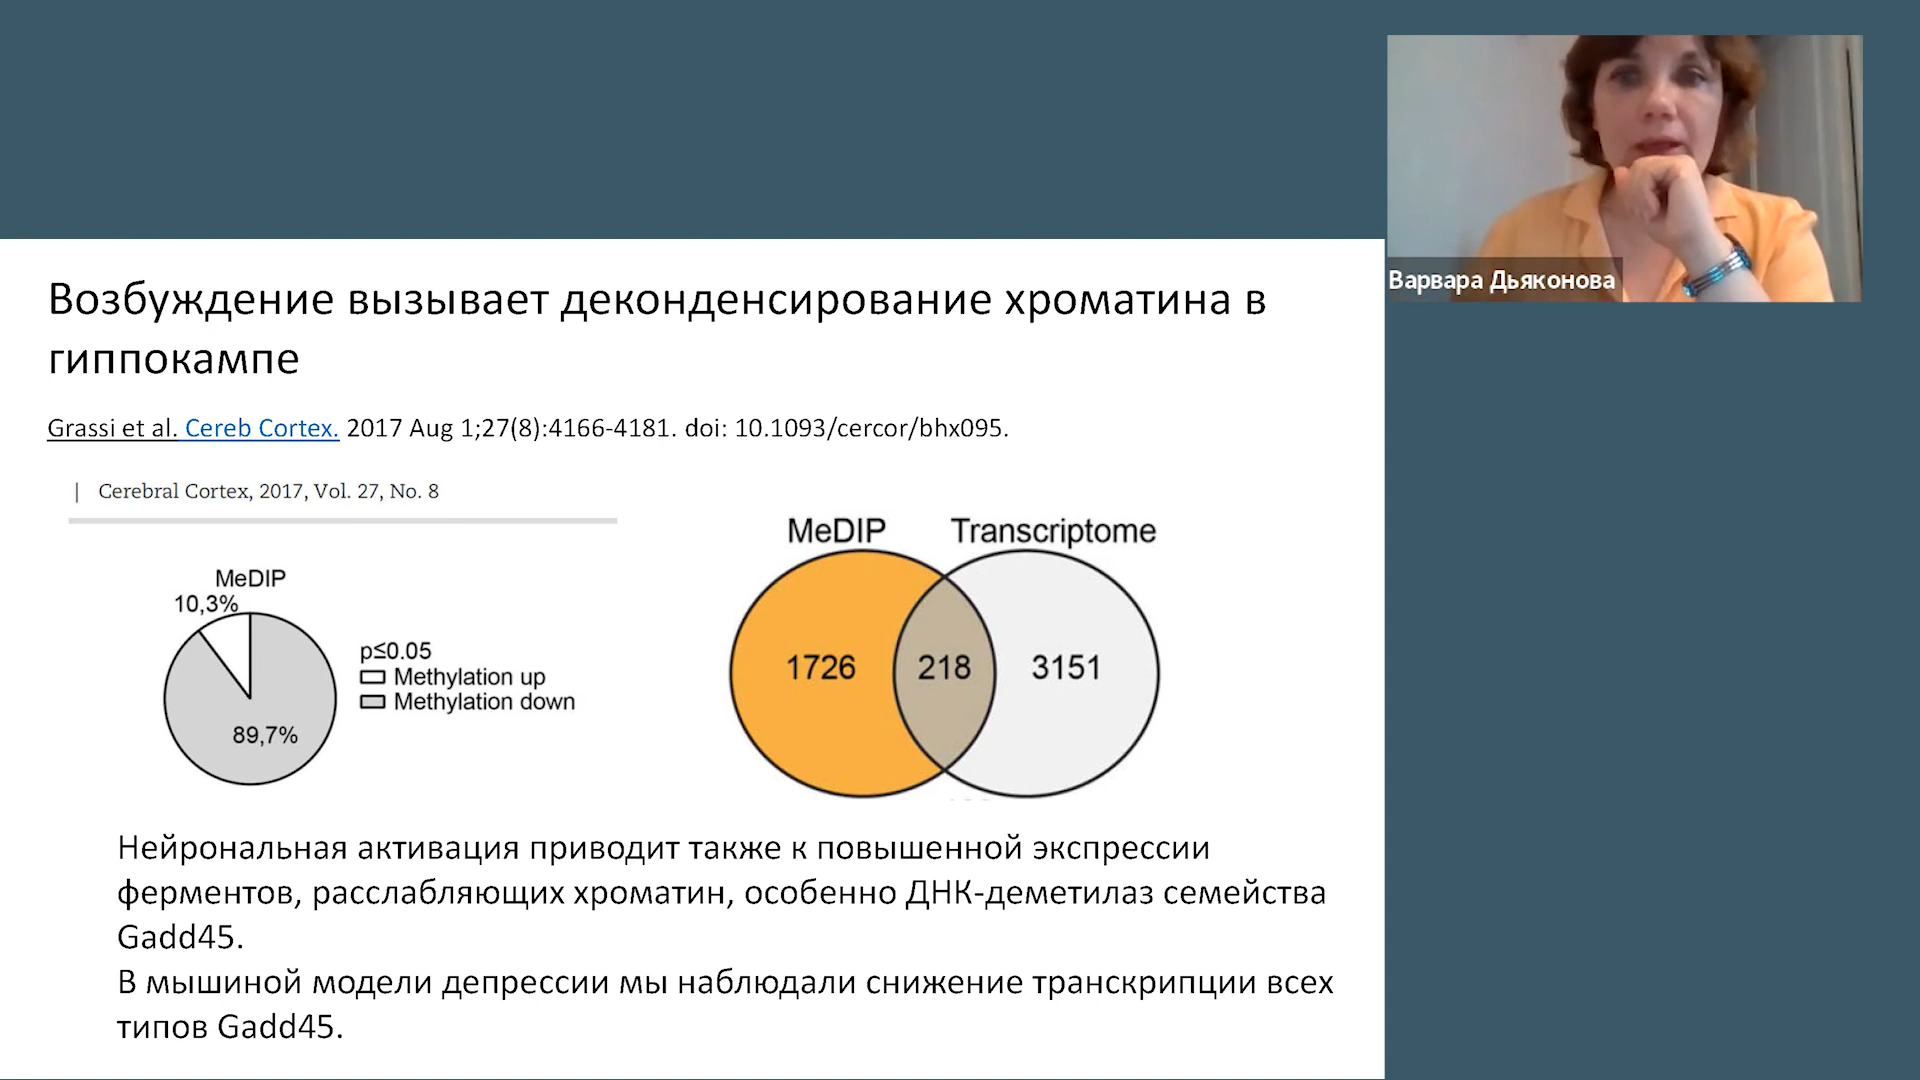 Варвара Дьяконова
Возбуждение вызывает деконденсирование хроматина в
гиппокампе
Grassi et al. Cereb Cortex. 2017 Aug 1;27(8):4166-4181. doi: 10.1093/cercor/bhx095.
| Cerebral Cortex, 2017, Vol. 27, No. 8
MeDIP
10,3%
89,7%
p≤0.05
Methylation up
Methylation down
MeDIP Transcriptome
1726 218 3151
Нейрональная активация приводит также к повышенной экспрессии
ферментов, расслабляющих хроматин, особенно ДНК-деметилаз семейства
Gadd45.
В мышиной модели депрессии мы наблюдали снижение транскрипции всех
типов Gadd45.